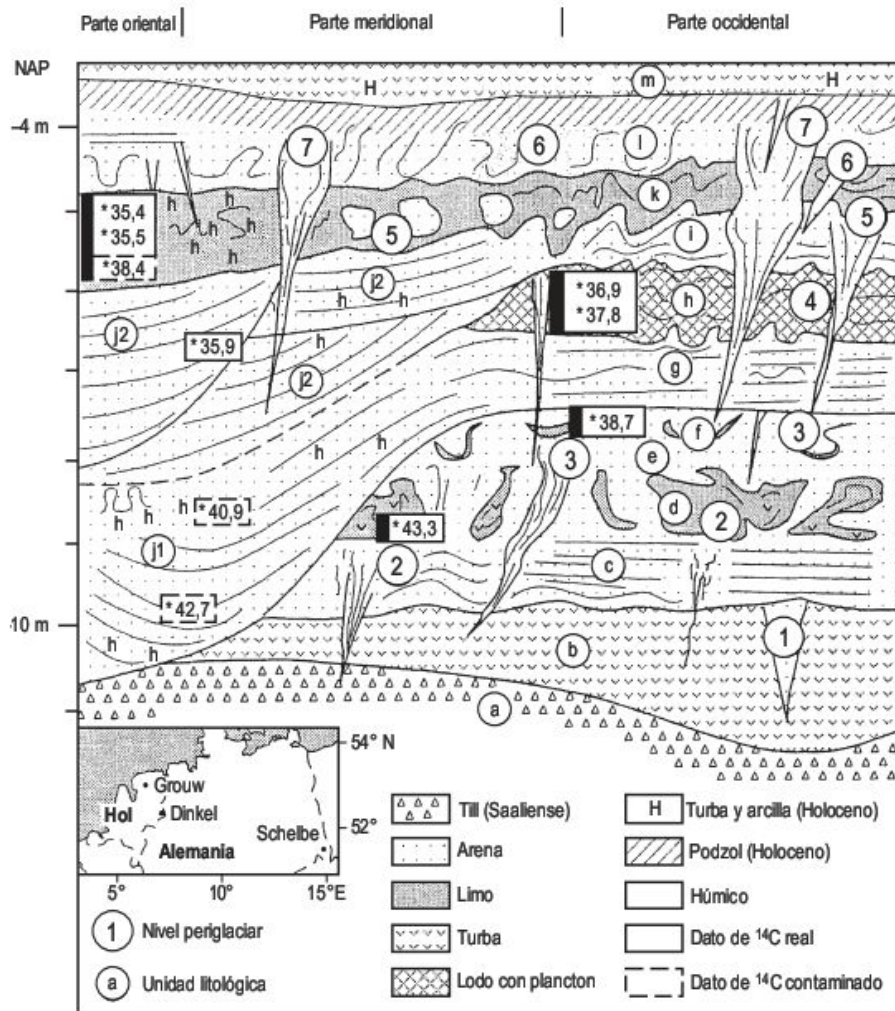 Parte oriental
Parte meridional
Parte occidental
NAP
-4 m
10 m
H
m
H
7
6
l
7
6
k
5
5
i
h
h
h
h
h
h
*35,4
*35,5
*38,4
j2
h
h
*36,9
*37,8
h
4
j2
*35,9
h
j2
g
h
h
*38,7
f
3
3
e
h
h
*40,9
*43,3
d
2
j1
2
c
*42,7
h
h
b
1
a
54° N
Grouw
Hol
Dinkel
Schelbe
52°
Alemania
5°
10°
15°E
1
Nivel periglaciar
a
Unidad litológica
Till (Saaliense)
Arena
Limo
Turba
Lodo con plancton
H
Turba y arcilla (Holoceno)
Podzol (Holoceno)
Húmico
Dato de ¹⁴C real
Dato de ¹⁴C contaminado